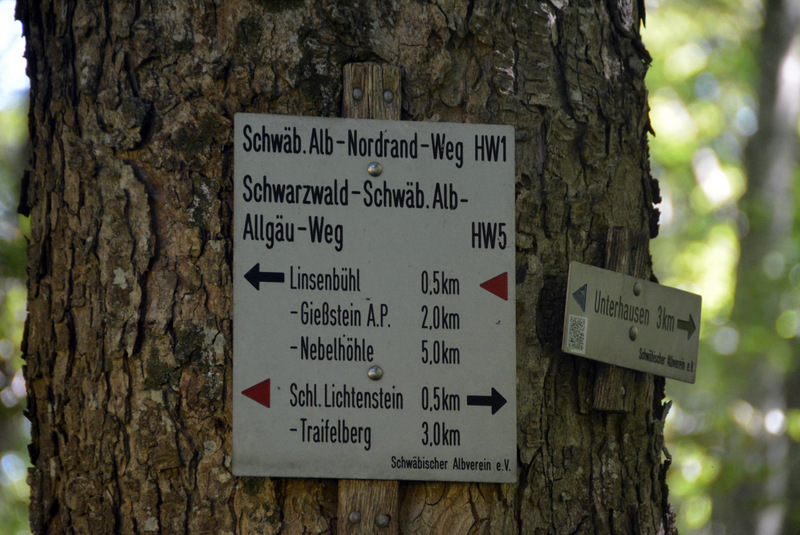 Schwäb. Alb-Nordrand-Weg HW1
Schwarzwald-Schwäb. Alb-
Allgäu-Weg HW5
Linsenbühl 0,5km
-Gießstein A.P. 2,0km
-Nebelhöhle 5,0km
Schl. Lichtenstein 0,5km
-Traifelberg 3,0km
Schwäbischer Albverein e.V.
Unterhausen 3km
Schwäbischer Albverein e.V.